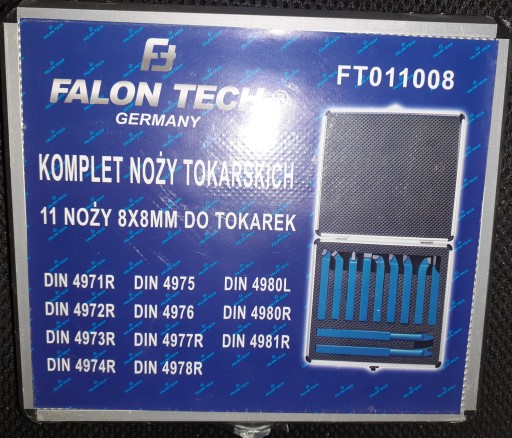 FALON TECH®
GERMANY
FT011008
KOMPLET NOŻY TOKARSKICH
11 NOŻY 8X8MM DO TOKAREK
DIN 4971R DIN 4975 DIN 4980L
DIN 4972R DIN 4976 DIN 4980R
DIN 4973R DIN 4977R DIN 4981R
DIN 4974R DIN 4978R